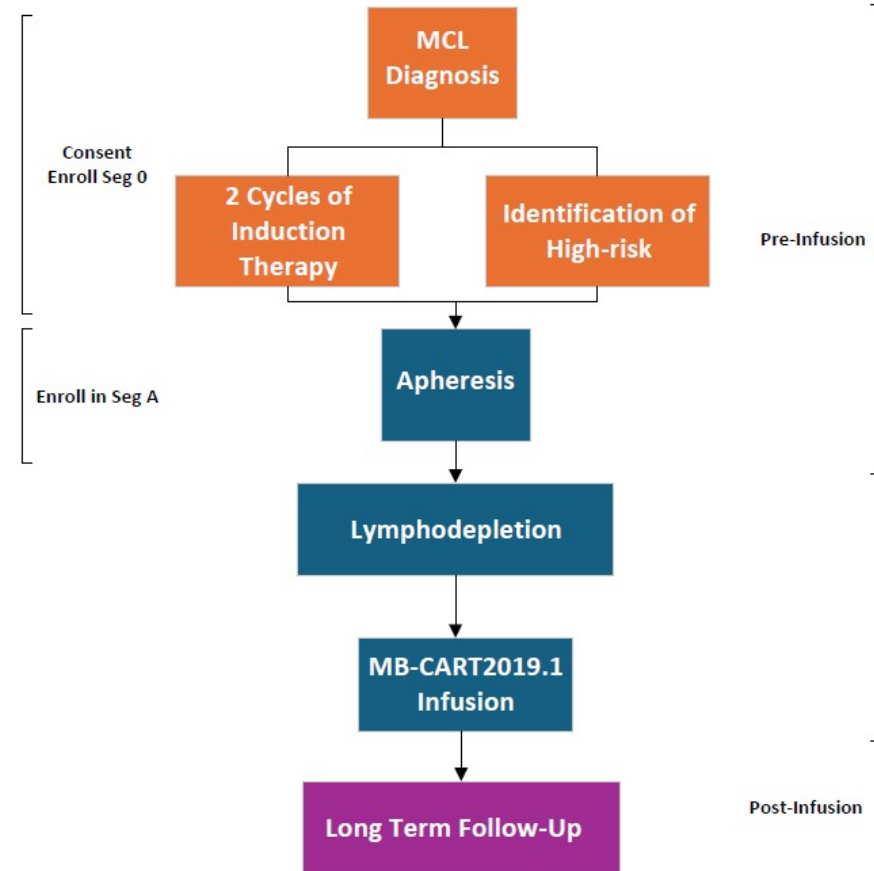 MCL
Diagnosis
Consent
Enroll Seg 0
2 Cycles of
Induction
Therapy
Identification of
High-risk
Pre-Infusion
Apheresis
Enroll in Seg A
Lymphodepletion
MB-CART2019.1
Infusion
Long Term Follow-Up
Post-Infusion